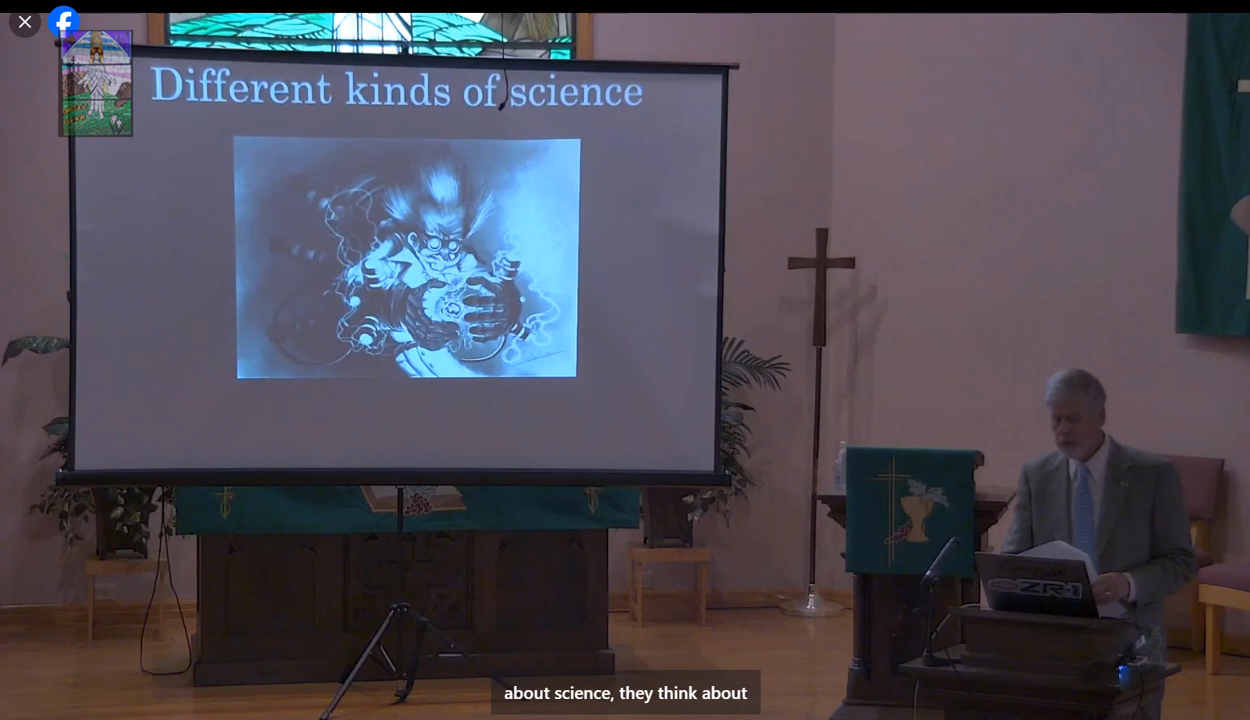 Different kinds of science
ZR-1
about science, they think about